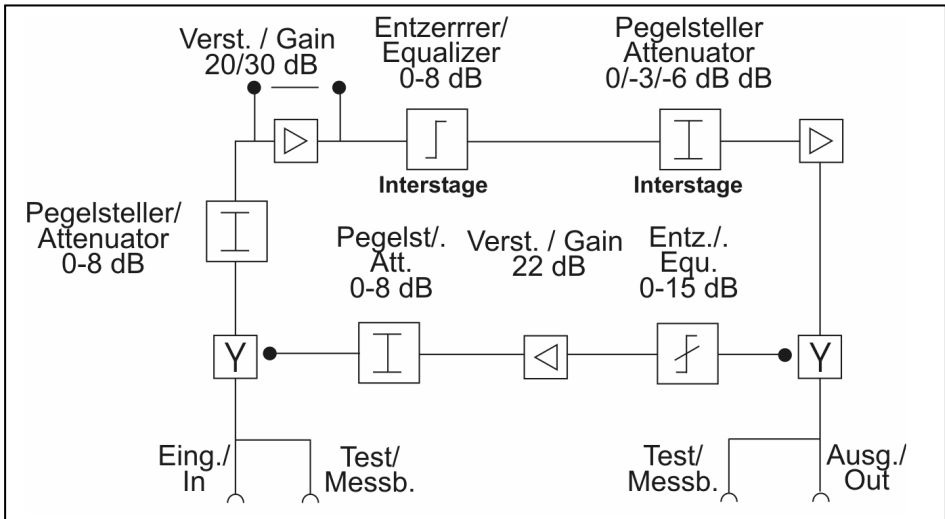 Verst. / Gain
20/30 dB
Entzerrrer/
Equalizer
0-8 dB
Pegelsteller
Attenuator
0/-3/-6 dB dB
Interstage
Interstage
Pegelsteller/
Attenuator
0-8 dB
Pegelst/.
Att.
0-8 dB
Verst. / Gain
22 dB
Entz./.
Equ.
0-15 dB
Y
Y
Eing./
In
Test/
Messb.
Test/
Messb.
Ausg./
Out